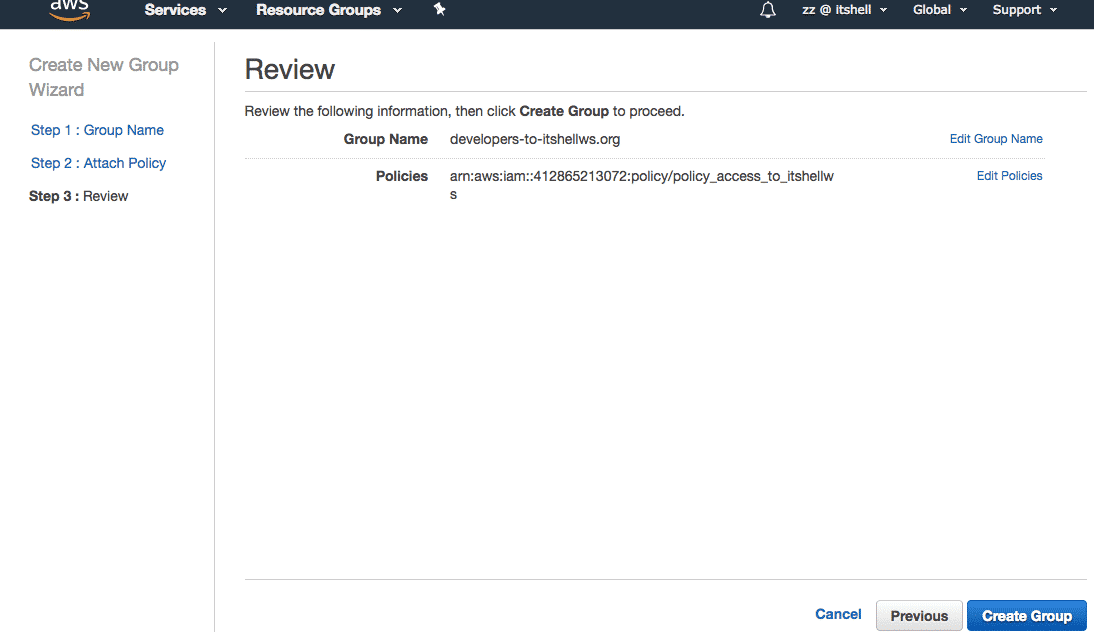 aws
Services
Resource Groups
zz @ itshell
Global
Support
Create New Group
Wizard
Step 1 : Group Name
Step 2 : Attach Policy
Step 3 : Review
Review
Review the following information, then click Create Group to proceed.
Group Name developers-to-itshellws.org Edit Group Name
Policies arn:aws:iam::412865213072:policy/policy_access_to_itshellw Edit Policies
s
Cancel
Previous
Create Group